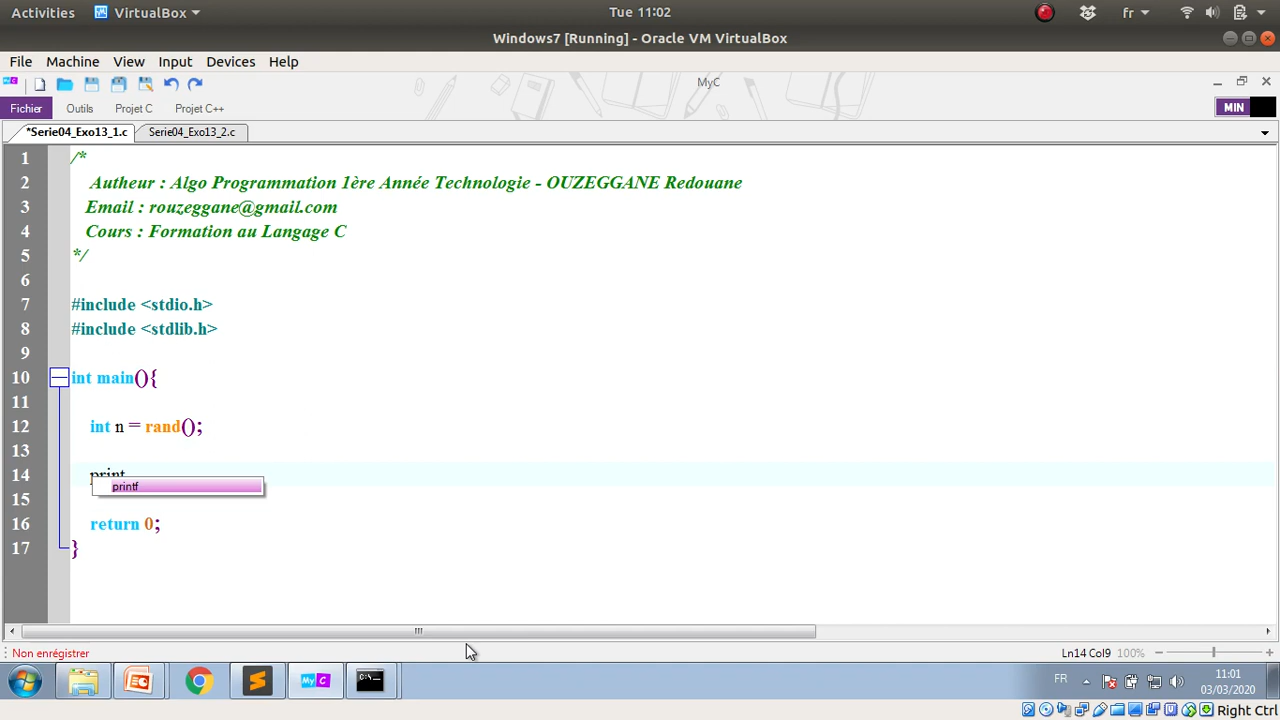 Activities VirtualBox Tue 11:02 fr
Windows7 [Running] - Oracle VM VirtualBox
File Machine View Input Devices Help
MyC
Fichier Outils Projet C Projet C++ MIN
*Serie04_Exo13_1.c Serie04_Exo13_2.c
1 /*
2 Autheur : Algo Programmation 1ère Année Technologie - OUZEGGANE Redouane
3 Email : rouzeggane@gmail.com
4 Cours : Formation au Langage C
5 */
6
7 #include <stdio.h>
8 #include <stdlib.h>
9
10 int main(){
11
12 int n = rand();
13
14 print
printf
15
16 return 0;
17 }
Non enrégistrer Ln14 Col9 100%
MyC C:\. FR 11:01
03/03/2020
Right Ctrl